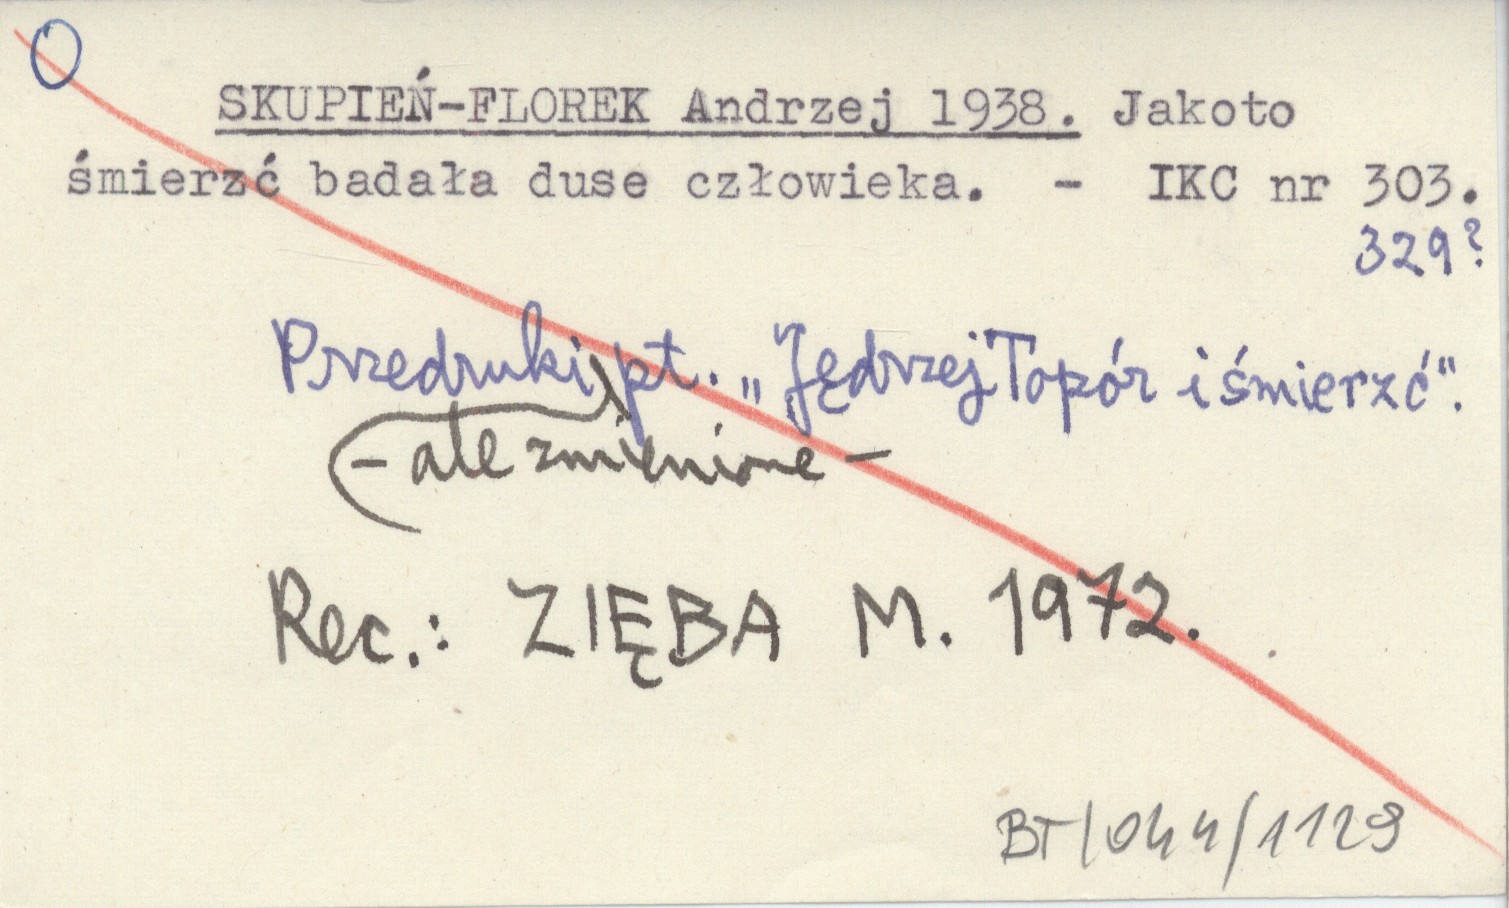 SKUPIEŃ-FLOREK Andrzej 1938. Jakoto
śmierzć badała duse człowieka. - IKC nr 303.
329?
Przedruki pt. „Jędrzej Topór i śmierzć".
- ale zmienione -
Rec.: ZIĘBA M. 1972.
BT/044/1129